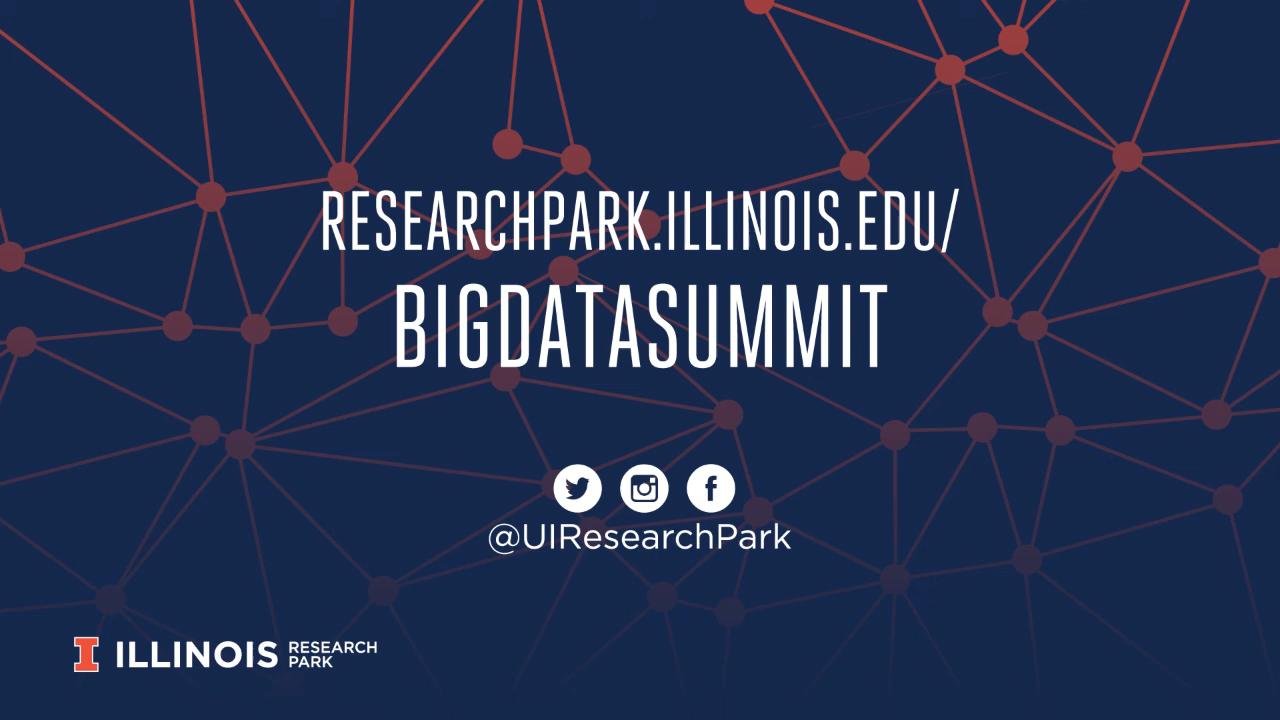 RESEARCHPARK.ILLINOIS.EDU/
BIGDATASUMMIT
@UIResearchPark
I ILLINOIS RESEARCH
PARK